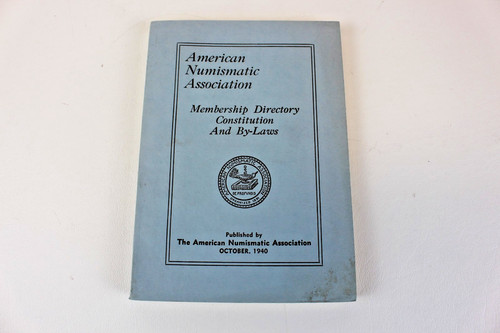 American
Numismatic
Association
Membership Directory
Constitution
And By-Laws
Published by
The American Numismatic Association
OCTOBER, 1940